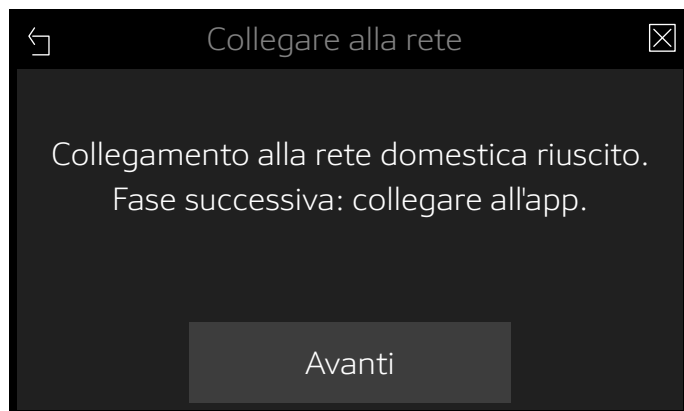 Collegare alla rete
Collegamento alla rete domestica riuscito.
Fase successiva: collegare all'app.
Avanti